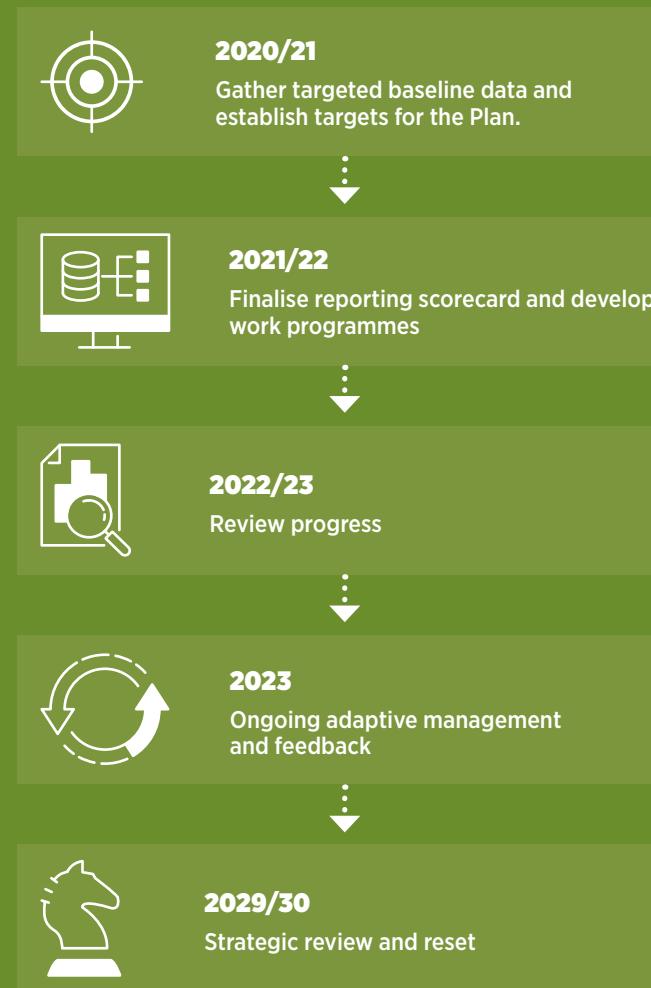 2020/21
Gather targeted baseline data and
establish targets for the Plan.
2021/22
Finalise reporting scorecard and develop
work programmes
2022/23
Review progress
2023
Ongoing adaptive management
and feedback
2029/30
Strategic review and reset